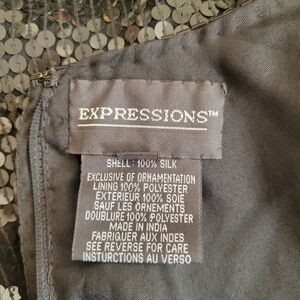 EXPRESSIONS™
SHELL: 100% SILK
EXCLUSIVE OF ORNAMENTATION
LINING 100% POLYESTER
EXTERIEUR 100% SOIE
SAUF LES ORNEMENTS
DOUBLURE 100% POLYESTER
MADE IN INDIA
FABRIQUER AUX INDES
SEE REVERSE FOR CARE
INSTURCTIONS AU VERSO